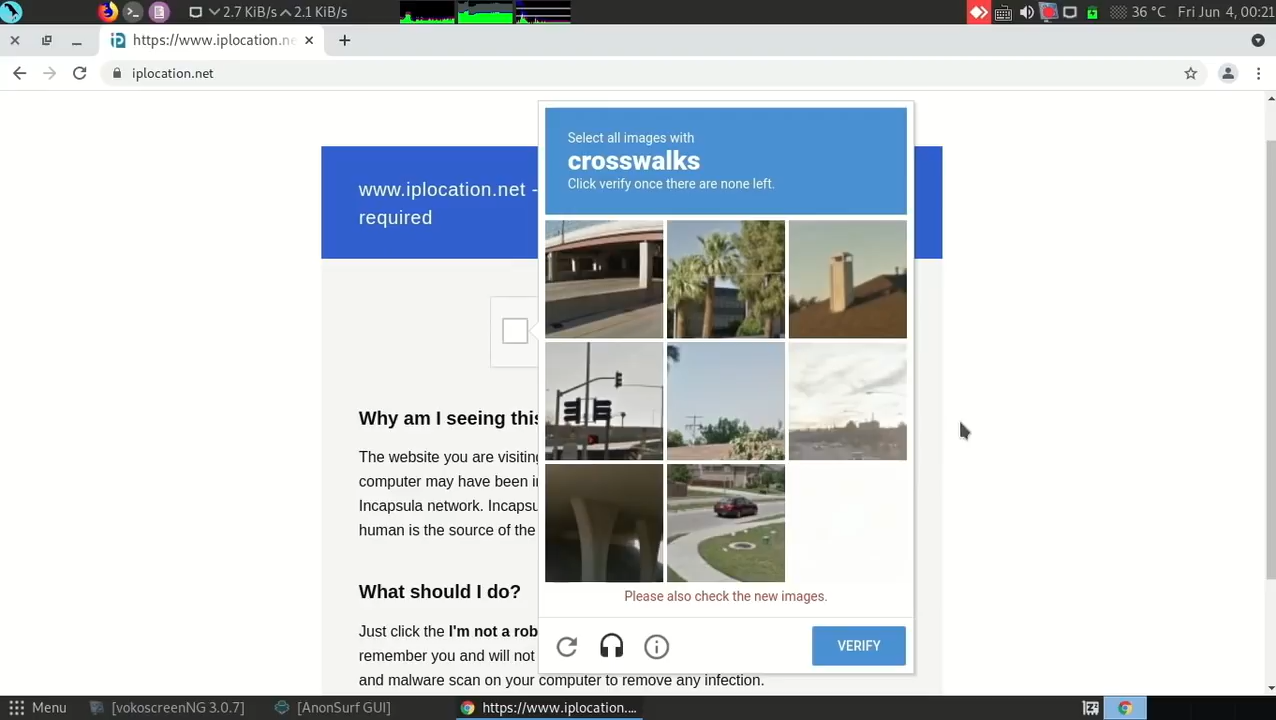 2.7 KiB/s 2.1 KiB/s
36 °C Fri Jun 4, 00:21
https://www.iplocation.ne
iplocation.net
Select all images with
crosswalks
Click verify once there are none left.
www.iplocation.net -
required
Why am I seeing this
The website you are visiting
computer may have been in
Incapsula network. Incapsu
human is the source of the
Please also check the new images.
What should I do?
Just click the I'm not a rob
VERIFY
remember you and will not
and malware scan on your computer to remove any infection.
Menu [vokoscreenNG 3.0.7] [AnonSurf GUI] https://www.iplocation....